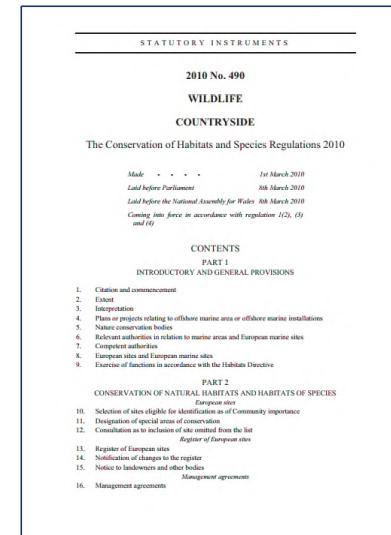 STATUTORY INSTRUMENTS
2010 No. 490
WILDLIFE
COUNTRYSIDE
The Conservation of Habitats and Species Regulations 2010
Made - - - - 1st March 2010
Laid before Parliament 8th March 2010
Laid before the National Assembly for Wales 8th March 2010
Coming into force in accordance with regulation 1(2), (3)
and (4)
CONTENTS
PART 1
INTRODUCTORY AND GENERAL PROVISIONS
1. Citation and commencement
2. Extent
3. Interpretation
4. Plans or projects relating to offshore marine area or offshore marine installations
5. Nature conservation bodies
6. Relevant authorities in relation to marine areas and European marine sites
7. Competent authorities
8. European sites and European marine sites
9. Exercise of functions in accordance with the Habitats Directive
PART 2
CONSERVATION OF NATURAL HABITATS AND HABITATS OF SPECIES
European sites
10. Selection of sites eligible for identification as of Community importance
11. Designation of special areas of conservation
12. Consultation as to inclusion of site omitted from the list
Register of European sites
13. Register of European sites
14. Notification of changes to the register
15. Notice to landowners and other bodies
Management agreements
16. Management agreements